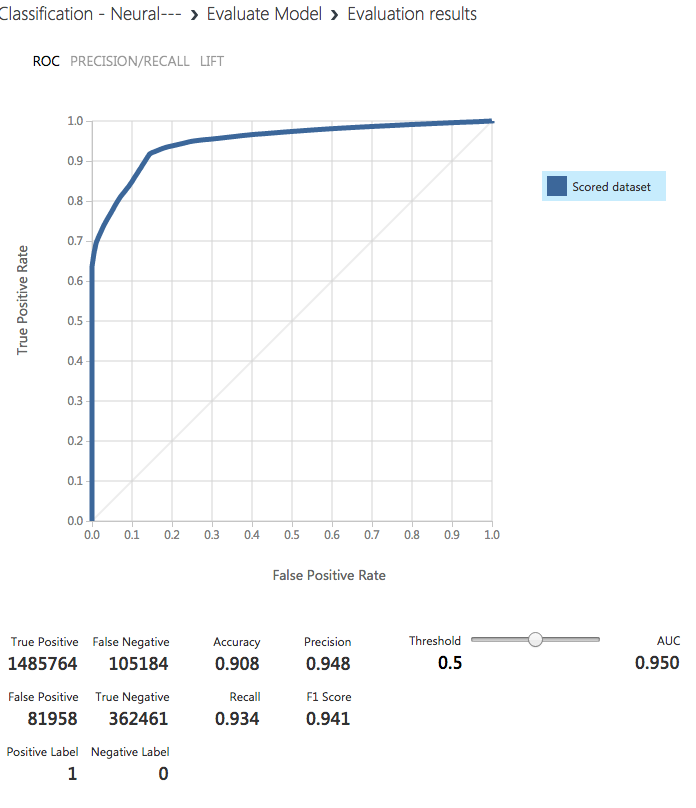 Classification - Neural--- › Evaluate Model › Evaluation results
ROC PRECISION/RECALL LIFT
1.0
0.9
0.8
0.7
0.6
0.5
0.4
0.3
0.2
0.1
0.0
True Positive Rate
0.0 0.1 0.2 0.3 0.4 0.5 0.6 0.7 0.8 0.9 1.0
False Positive Rate
Scored dataset
True Positive False Negative Accuracy Precision Threshold AUC
1485764 105184 0.908 0.948 0.5 0.950
False Positive True Negative Recall F1 Score
81958 362461 0.934 0.941
Positive Label Negative Label
1 0